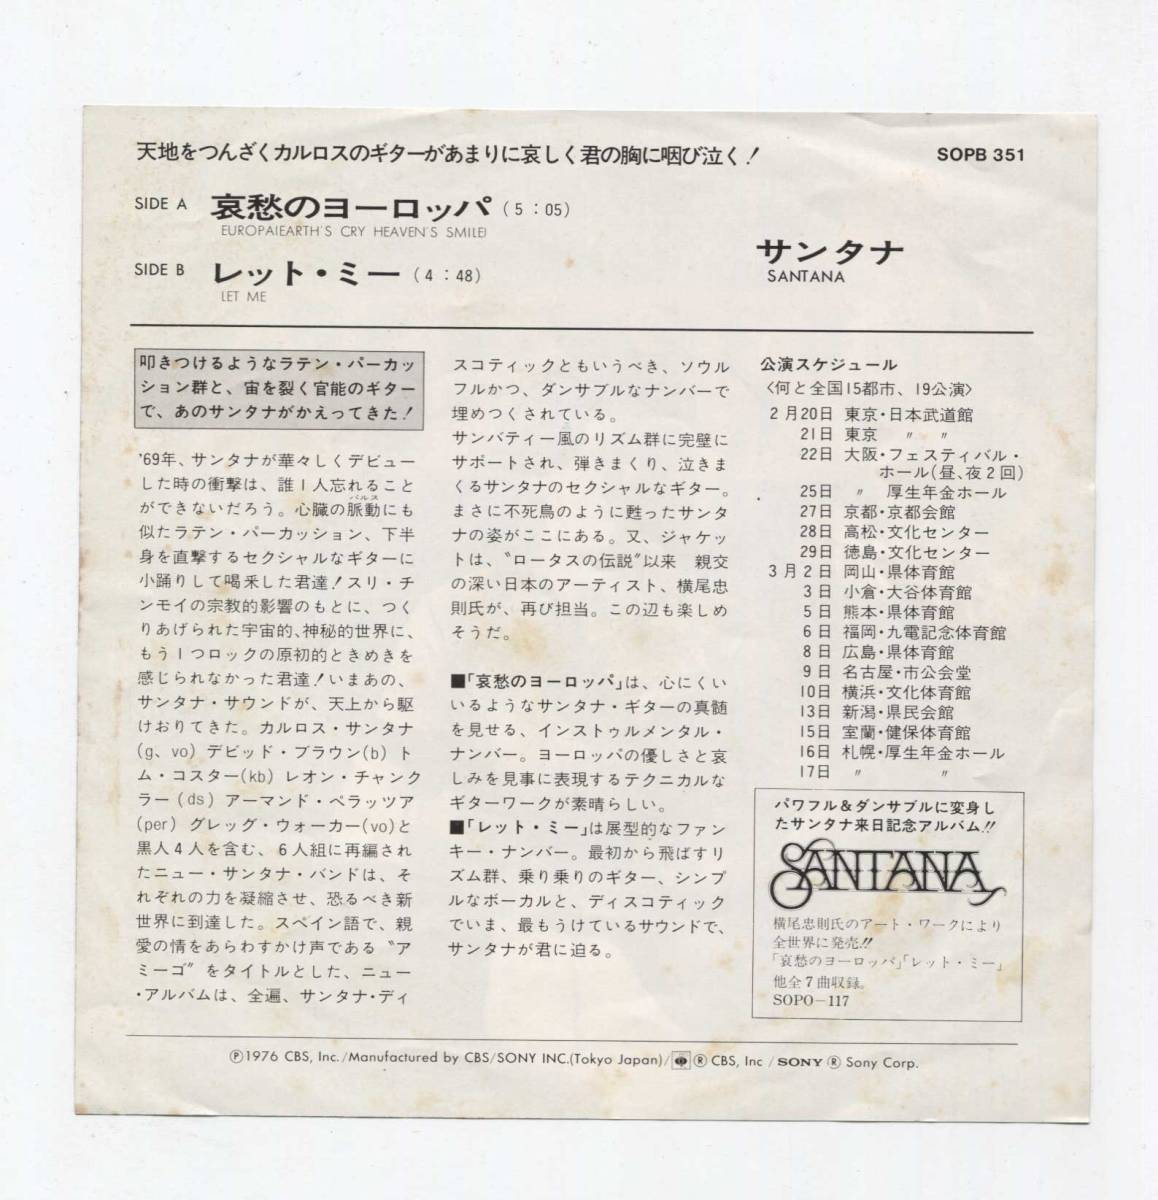 天地をつんざくカルロスのギターがあまりに哀しく君の胸に咽び泣く！
SOPB 351
SIDE A 哀愁のヨーロッパ(5：05)
EUROPA(EARTH'S CRY HEAVEN'S SMILE)
SIDE B レット・ミー(4：48)
LET ME
サンタナ
SANTANA
叩きつけるようなラテン・パーカッ
ション群と、宙を裂く官能のギター
で、あのサンタナがかえってきた！
'69年、サンタナが華々しくデビュー
した時の衝撃は、誰1人忘れること
ができないだろう。心臓の脈動にも
パルス
似たラテン・パーカッション、下半
身を直撃するセクシャルなギターに
小踊りして喝釆した君達！スリ・チ
ンモイの宗教的影響のもとに、つく
りあげられた宇宙的、神秘的世界に、
もう1つロックの原初的ときめきを
感じられなかった君達！いまあの、
サンタナ・サウンドが、天上から駆
けおりてきた。カルロス・サンタナ
(g、vo)デビッド・ブラウン(b)ト
ム・コスター(kb)レオン・チャンク
ラー(ds)アーマンド・ペラッツア
(per)グレッグ・ウォーカー(vo)と
黒人4人を含む、6人組に再編され
たニュー・サンタナ・バンドは、そ
れぞれの力を凝縮させ、恐るべき新
世界に到達した。スペイン語で、親
愛の情をあらわすかけ声である〝ア
ミーゴ〟をタイトルとした、ニュー
・アルバムは、全遍、サンタナ・ディ
スコティックともいうべき、ソウル
フルかつ、ダンサブルなナンバーで
埋めつくされている。
サンバティー風のリズム群に完璧に
サポートされ、弾きまくり、泣きま
くるサンタナのセクシャルなギター。
まさに不死鳥のように甦ったサンタ
ナの姿がここにある。又、ジャケッ
トは、〝ロータスの伝説〟以来 親交
の深い日本のアーティスト、横尾忠
則氏が、再び担当。この辺も楽しめ
そうだ。
■「哀愁のヨーロッパ」は、心にくい
いるようなサンタナ・ギターの真髄
を見せる、インストゥルメンタル・
ナンバー。ヨーロッパの優しさと哀
しみを見事に表現するテクニカルな
ギターワークが素晴らしい。
■「レット・ミー」は展型的なファン
キー・ナンバー。最初から飛ばすリ
ズム群、乗り乗りのギター、シンプ
ルなボーカルと、ディスコティック
でいま、最もうけているサウンドで、
サンタナが君に迫る。
公演スケジュール
〈何と全国15都市、19公演〉
2月20日 東京・日本武道館
21日 東京 〃 〃
22日 大阪・フェスティバル・
ホール(昼、夜2回)
25日 〃 厚生年金ホール
27日 京都・京都会館
28日 高松・文化センター
29日 徳島・文化センター
3月2日 岡山・県体育館
3日 小倉・大谷体育館
5日 熊本・県体育館
6日 福岡・九電記念体育館
8日 広島・県体育館
9日 名古屋・市公会堂
10日 横浜・文化体育館
13日 新潟・県民会館
15日 室蘭・健保体育館
16日 札幌・厚生年金ホール
17日 〃 〃
パワフル＆ダンサブルに変身し
たサンタナ来日記念アルバム!!
SANTANA
横尾忠則氏のアート・ワークにより
全世界に発売!!
「哀愁のヨーロッパ」「レット・ミー」
他全7曲収録。
SOPO-117
Ⓟ1976 CBS, Inc./Manufactured by CBS/SONY INC.(Tokyo Japan)/ ® CBS, Inc / SONY ® Sony Corp.